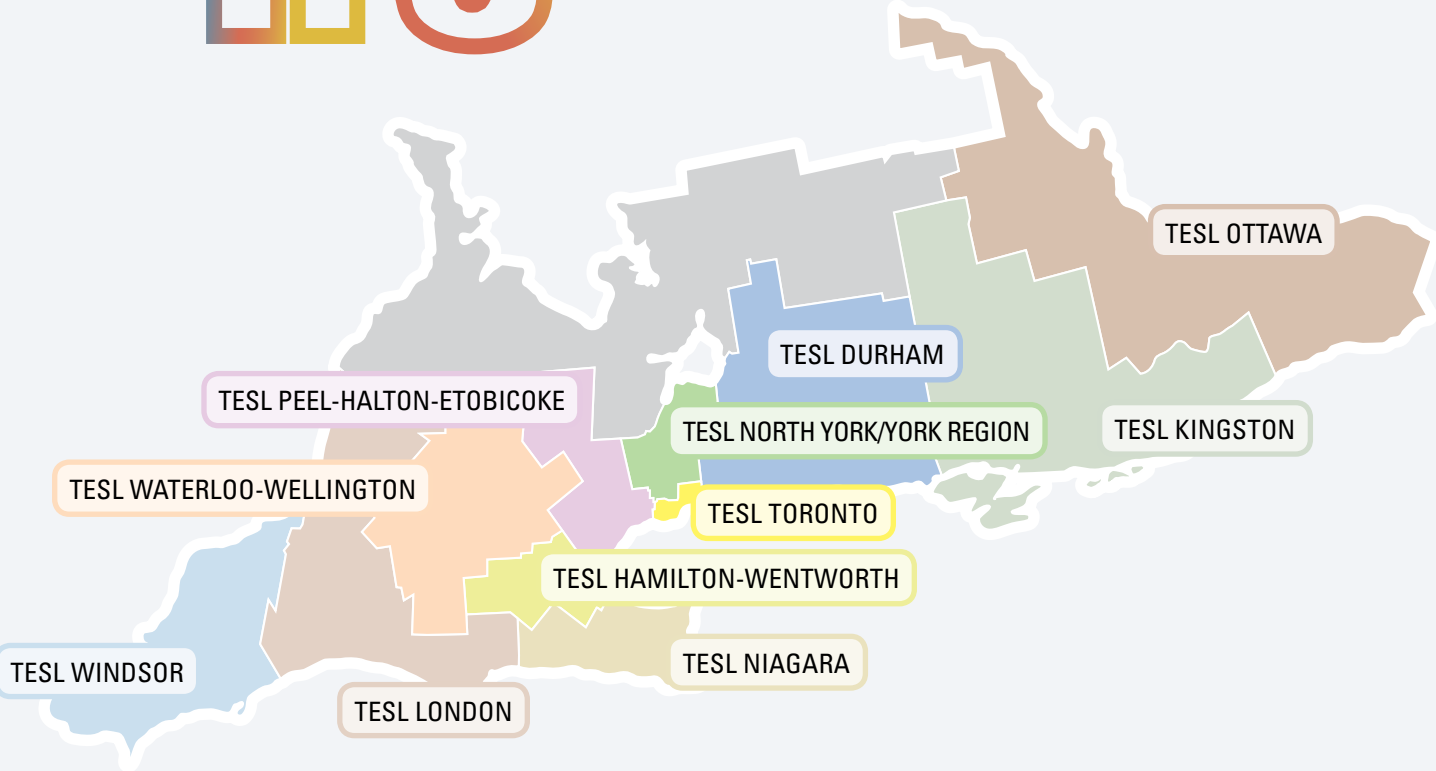 TESL OTTAWA
TESL DURHAM
TESL PEEL-HALTON-ETOBICOKE
TESL NORTH YORK/YORK REGION
TESL KINGSTON
TESL WATERLOO-WELLINGTON
TESL TORONTO
TESL HAMILTON-WENTWORTH
TESL NIAGARA
TESL WINDSOR
TESL LONDON